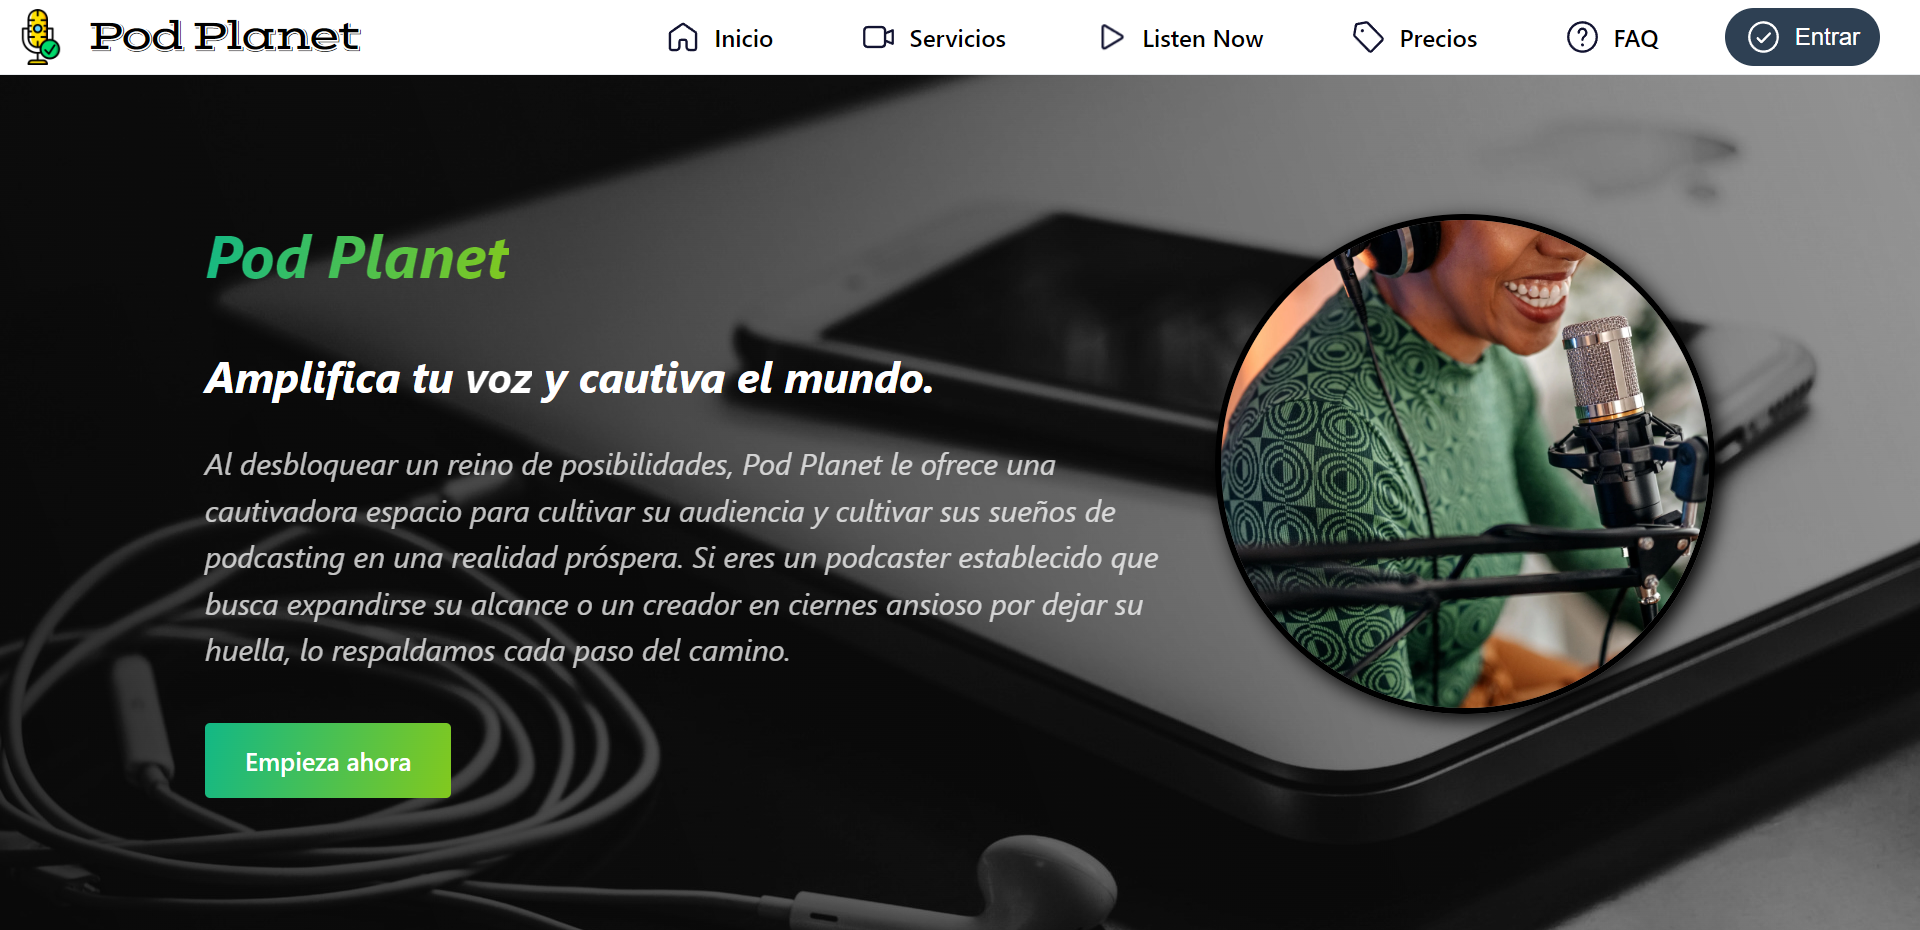 Pod Planet
Inicio
Servicios
Listen Now
Precios
FAQ
Entrar
Pod Planet
Amplifica tu voz y cautiva el mundo.
Al desbloquear un reino de posibilidades, Pod Planet le ofrece una
cautivadora espacio para cultivar su audiencia y cultivar sus sueños de
podcasting en una realidad próspera. Si eres un podcaster establecido que
busca expandirse su alcance o un creador en ciernes ansioso por dejar su
huella, lo respaldamos cada paso del camino.
Empieza ahora